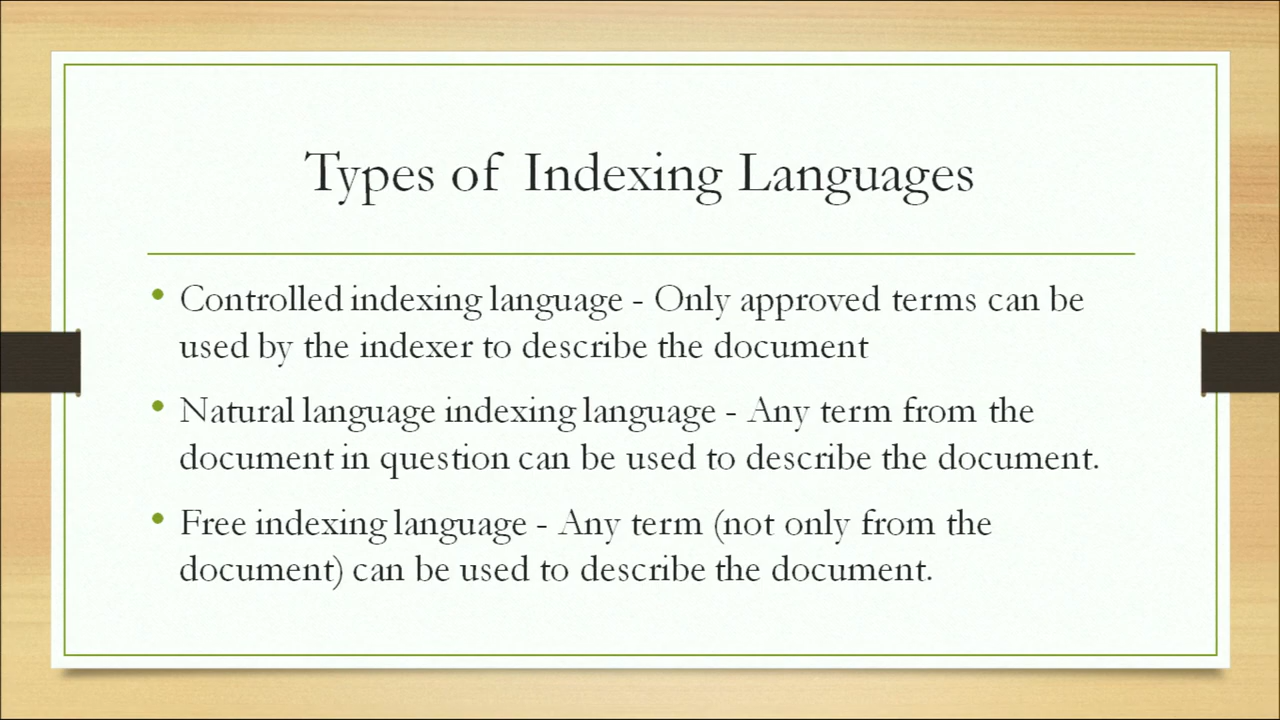 Types of Indexing Languages
• Controlled indexing language - Only approved terms can be
used by the indexer to describe the document
• Natural language indexing language - Any term from the
document in question can be used to describe the document.
• Free indexing language - Any term (not only from the
document) can be used to describe the document.